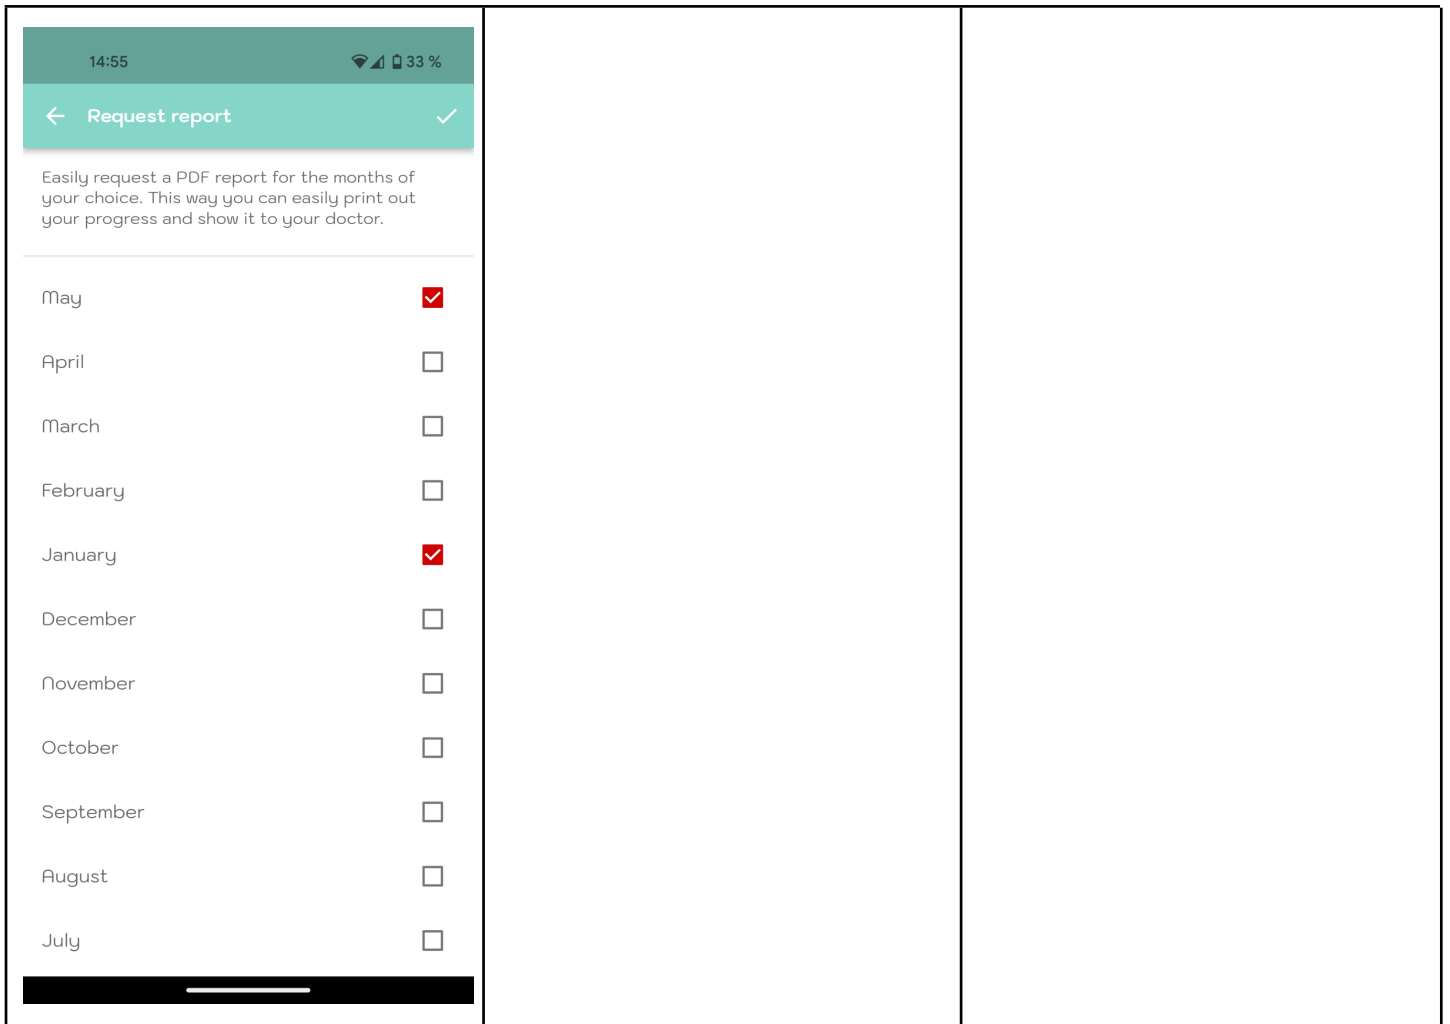 14:55 33 %
Request report
Easily request a PDF report for the months of
your choice. This way you can easily print out
your progress and show it to your doctor.
May
April
March
February
January
December
November
October
September
August
July